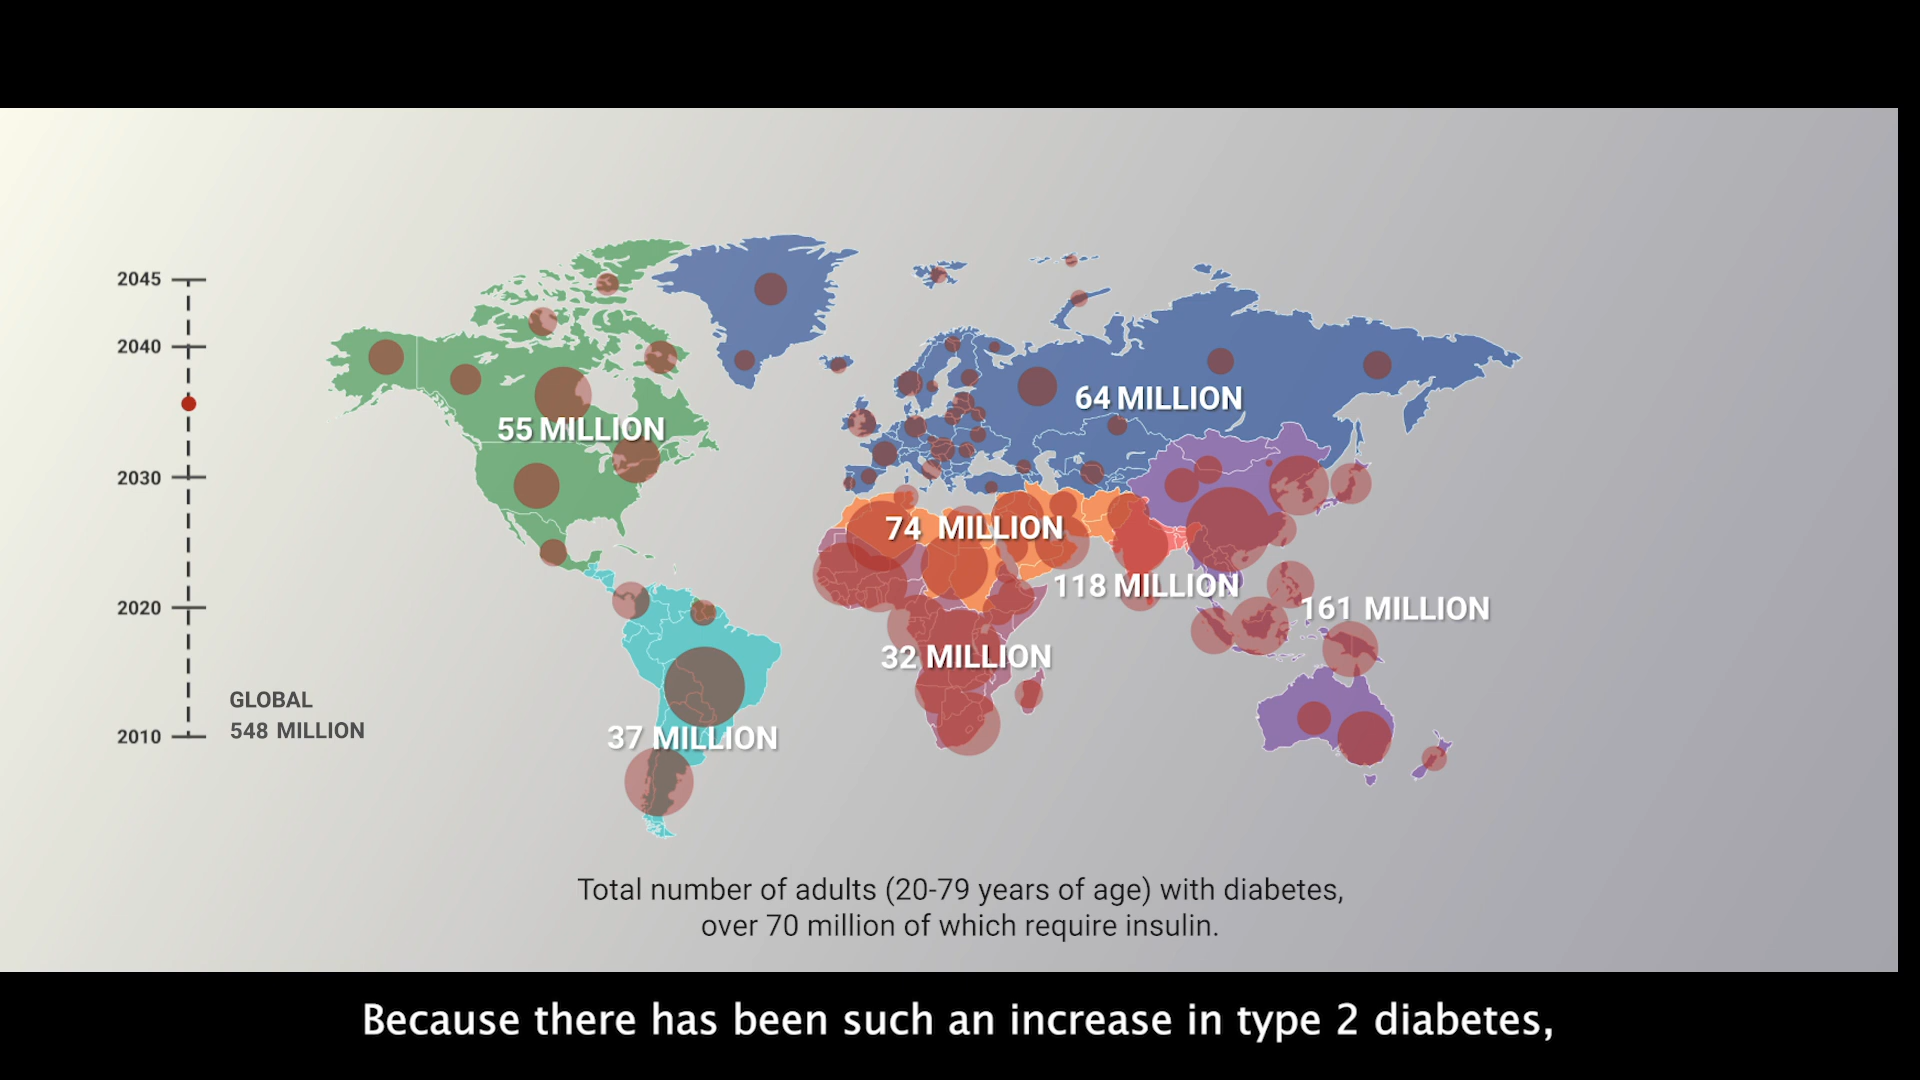 2045
2040
2030
2020
2010
GLOBAL
548 MILLION
55 MILLION
64 MILLION
74 MILLION
118 MILLION
161 MILLION
32 MILLION
37 MILLION
Total number of adults (20-79 years of age) with diabetes,
over 70 million of which require insulin.
Because there has been such an increase in type 2 diabetes,